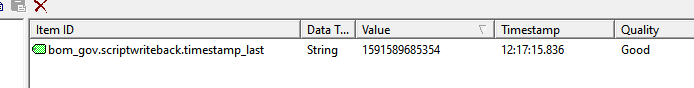 Item ID Data T... Value Timestamp Quality
bom_gov.scriptwriteback.timestamp_last String 1591589685354 12:17:15.836 Good